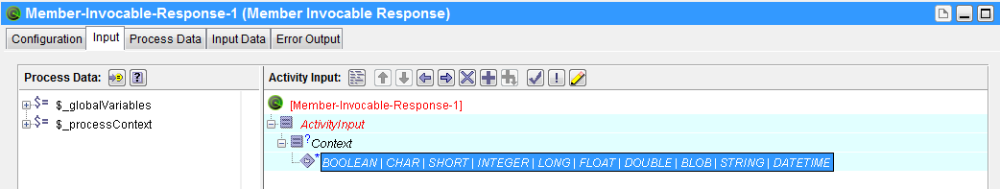 Member-Invocable-Response-1 (Member Invocable Response)
Configuration Input Process Data Input Data Error Output
Process Data: ?
Activity Input: !
$= $_globalVariables
$= $_processContext
[Member-Invocable-Response-1]
ActivityInput
? Context
* BOOLEAN | CHAR | SHORT | INTEGER | LONG | FLOAT | DOUBLE | BLOB | STRING | DATETIME